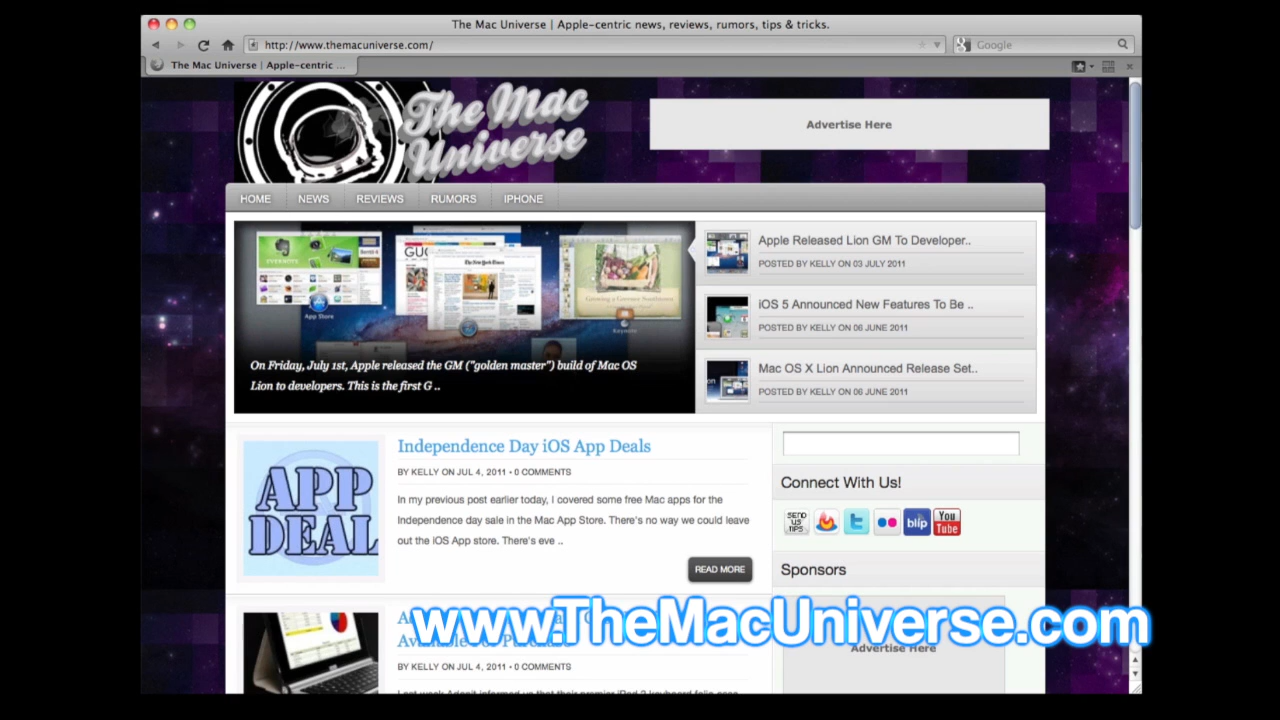 The Mac Universe | Apple-centric news, reviews, rumors, tips & tricks.
http://www.themacuniverse.com/
Google
The Mac Universe | Apple-centric ...
The Mac
Universe
Advertise Here
HOME NEWS REVIEWS RUMORS IPHONE
App Store
Keynote
On Friday, July 1st, Apple released the GM ("golden master") build of Mac OS
Lion to developers. This is the first G ..
Apple Released Lion GM To Developer..
POSTED BY KELLY ON 03 JULY 2011
iOS 5 Announced New Features To Be ..
POSTED BY KELLY ON 06 JUNE 2011
Mac OS X Lion Announced Release Set..
POSTED BY KELLY ON 06 JUNE 2011
APP
DEAL
Independence Day iOS App Deals
BY KELLY ON JUL 4, 2011 • 0 COMMENTS
In my previous post earlier today, I covered some free Mac apps for the
Independence day sale in the Mac App Store. There's no way we could leave
out the iOS App store. There's eve ..
READ MORE
Connect With Us!
SEND
US
TIPS
blip
You
Tube
Sponsors
www.TheMacUniverse.com
Available For Purchase
Advertise Here
BY KELLY ON JUL 4, 2011 • 0 COMMENTS